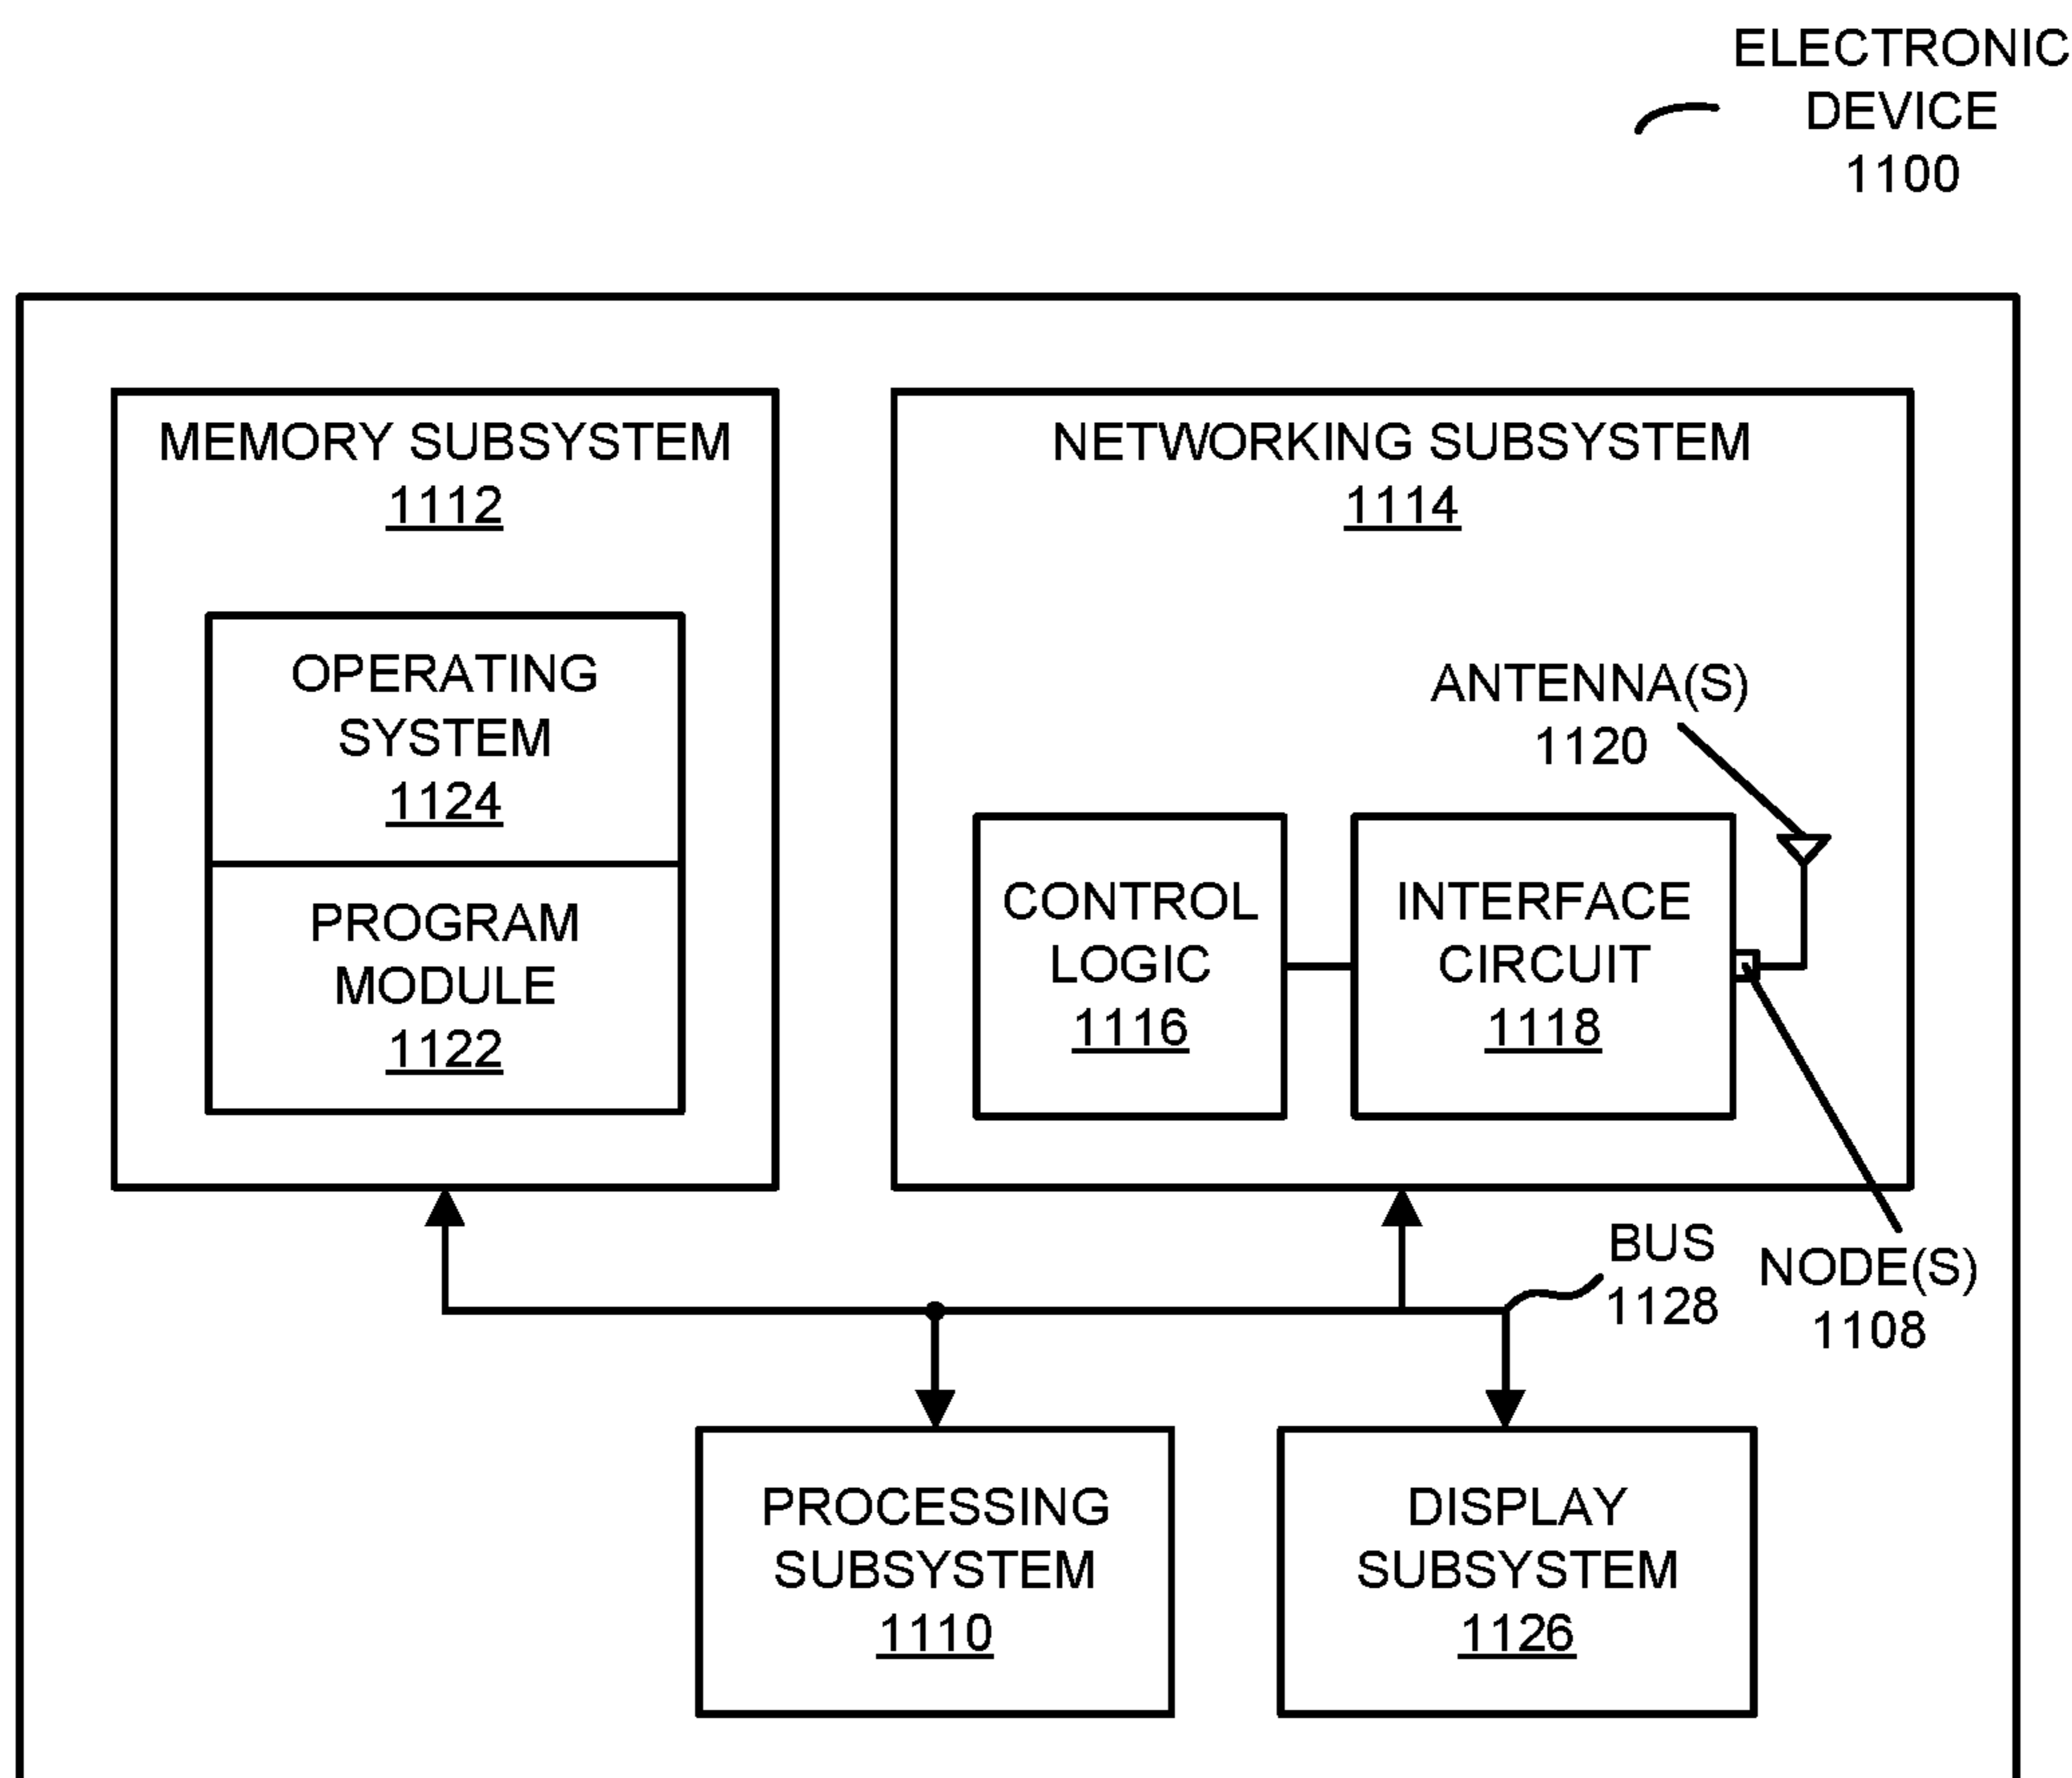 ELECTRONIC
DEVICE
1100
MEMORY SUBSYSTEM
1112
OPERATING
SYSTEM
1124
PROGRAM
MODULE
1122
NETWORKING SUBSYSTEM
1114
ANTENNA(S)
1120
CONTROL
LOGIC
1116
INTERFACE
CIRCUIT
1118
BUS
1128
NODE(S)
1108
PROCESSING
SUBSYSTEM
1110
DISPLAY
SUBSYSTEM
1126